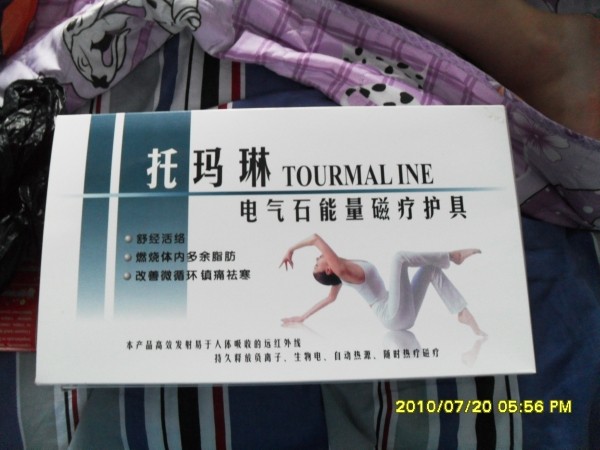 托玛琳 TOURMALINE
电气石能量磁疗护具
舒经活络
燃烧体内多余脂肪
改善微循环镇痛祛寒
本产品高效发射易于人体吸收的远红外线
持久释放负离子、生物电、自动热源、随时热疗磁疗
2010/07/20 05:56 PM